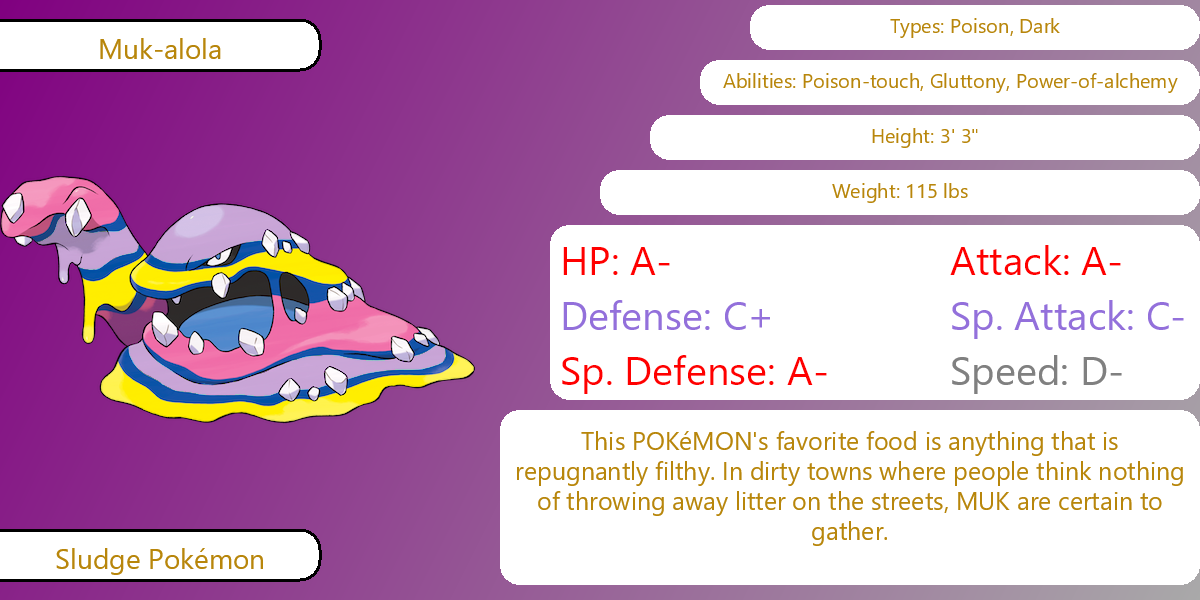 Muk-alola
Types: Poison, Dark
Abilities: Poison-touch, Gluttony, Power-of-alchemy
Height: 3' 3"
Weight: 115 lbs
HP: A-
Attack: A-
Defense: C+
Sp. Attack: C-
Sp. Defense: A-
Speed: D-
This POKéMON's favorite food is anything that is
repugnantly filthy. In dirty towns where people think nothing
of throwing away litter on the streets, MUK are certain to
gather.
Sludge Pokémon